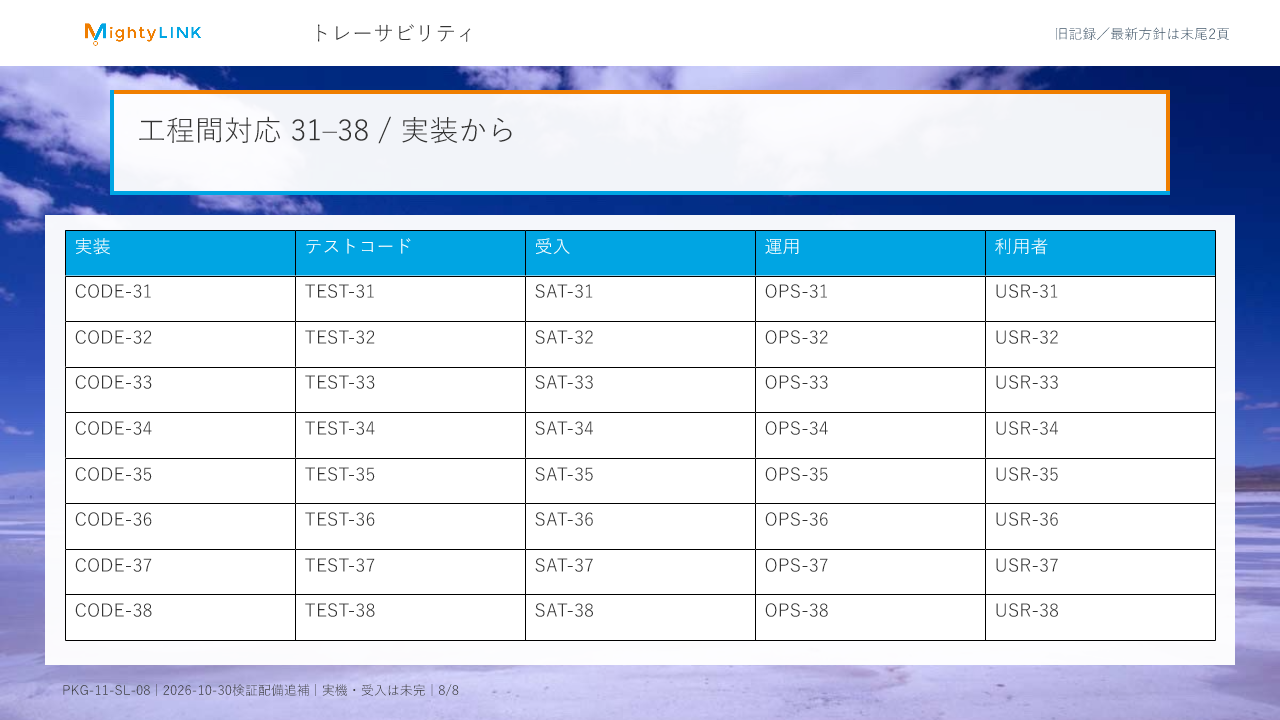 MightyLINK
トレーサビリティ
旧記録／最新方針は末尾2頁
工程間対応 31–38 / 実装から
実装 テストコード 受入 運用 利用者
CODE-31 TEST-31 SAT-31 OPS-31 USR-31
CODE-32 TEST-32 SAT-32 OPS-32 USR-32
CODE-33 TEST-33 SAT-33 OPS-33 USR-33
CODE-34 TEST-34 SAT-34 OPS-34 USR-34
CODE-35 TEST-35 SAT-35 OPS-35 USR-35
CODE-36 TEST-36 SAT-36 OPS-36 USR-36
CODE-37 TEST-37 SAT-37 OPS-37 USR-37
CODE-38 TEST-38 SAT-38 OPS-38 USR-38
PKG-11-SL-08｜2026-10-30検証配備追補｜実機・受入は未完｜8/8